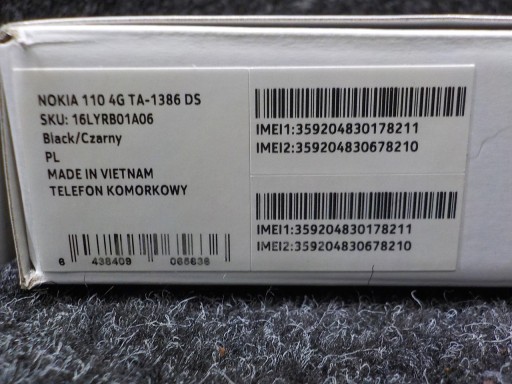 NOKIA 110 4G TA-1386 DS
SKU: 16LYRB01A06
Black/Czarny
PL
MADE IN VIETNAM
TELEFON KOMORKOWY
6 438409 065636
IMEI1:359204830178211
IMEI2:359204830678210
IMEI1:359204830178211
IMEI2:359204830678210